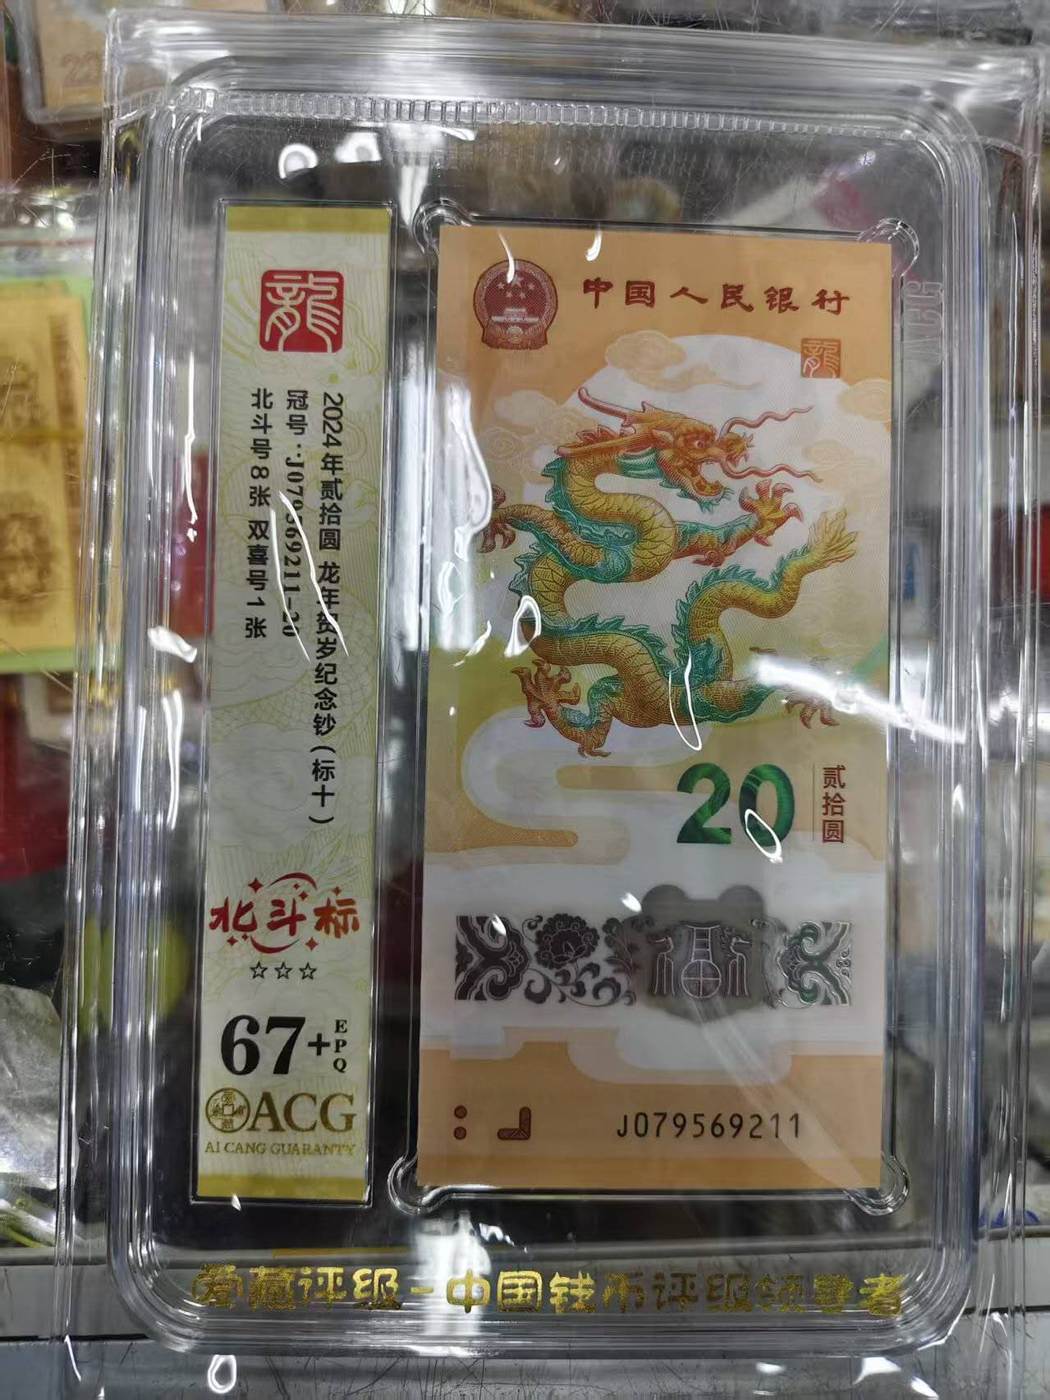 龍
2024年贰拾圆 龙年贺岁纪念钞(标十)
冠号:J079569211-20
北斗号8张 双喜号1张
北斗标
☆☆☆
67+EPQ
ACG
AI CANG GUARANTY
中国人民银行
龍
20
贰拾圆
福
J079569211
爱藏评级-中国钱币评级领导者